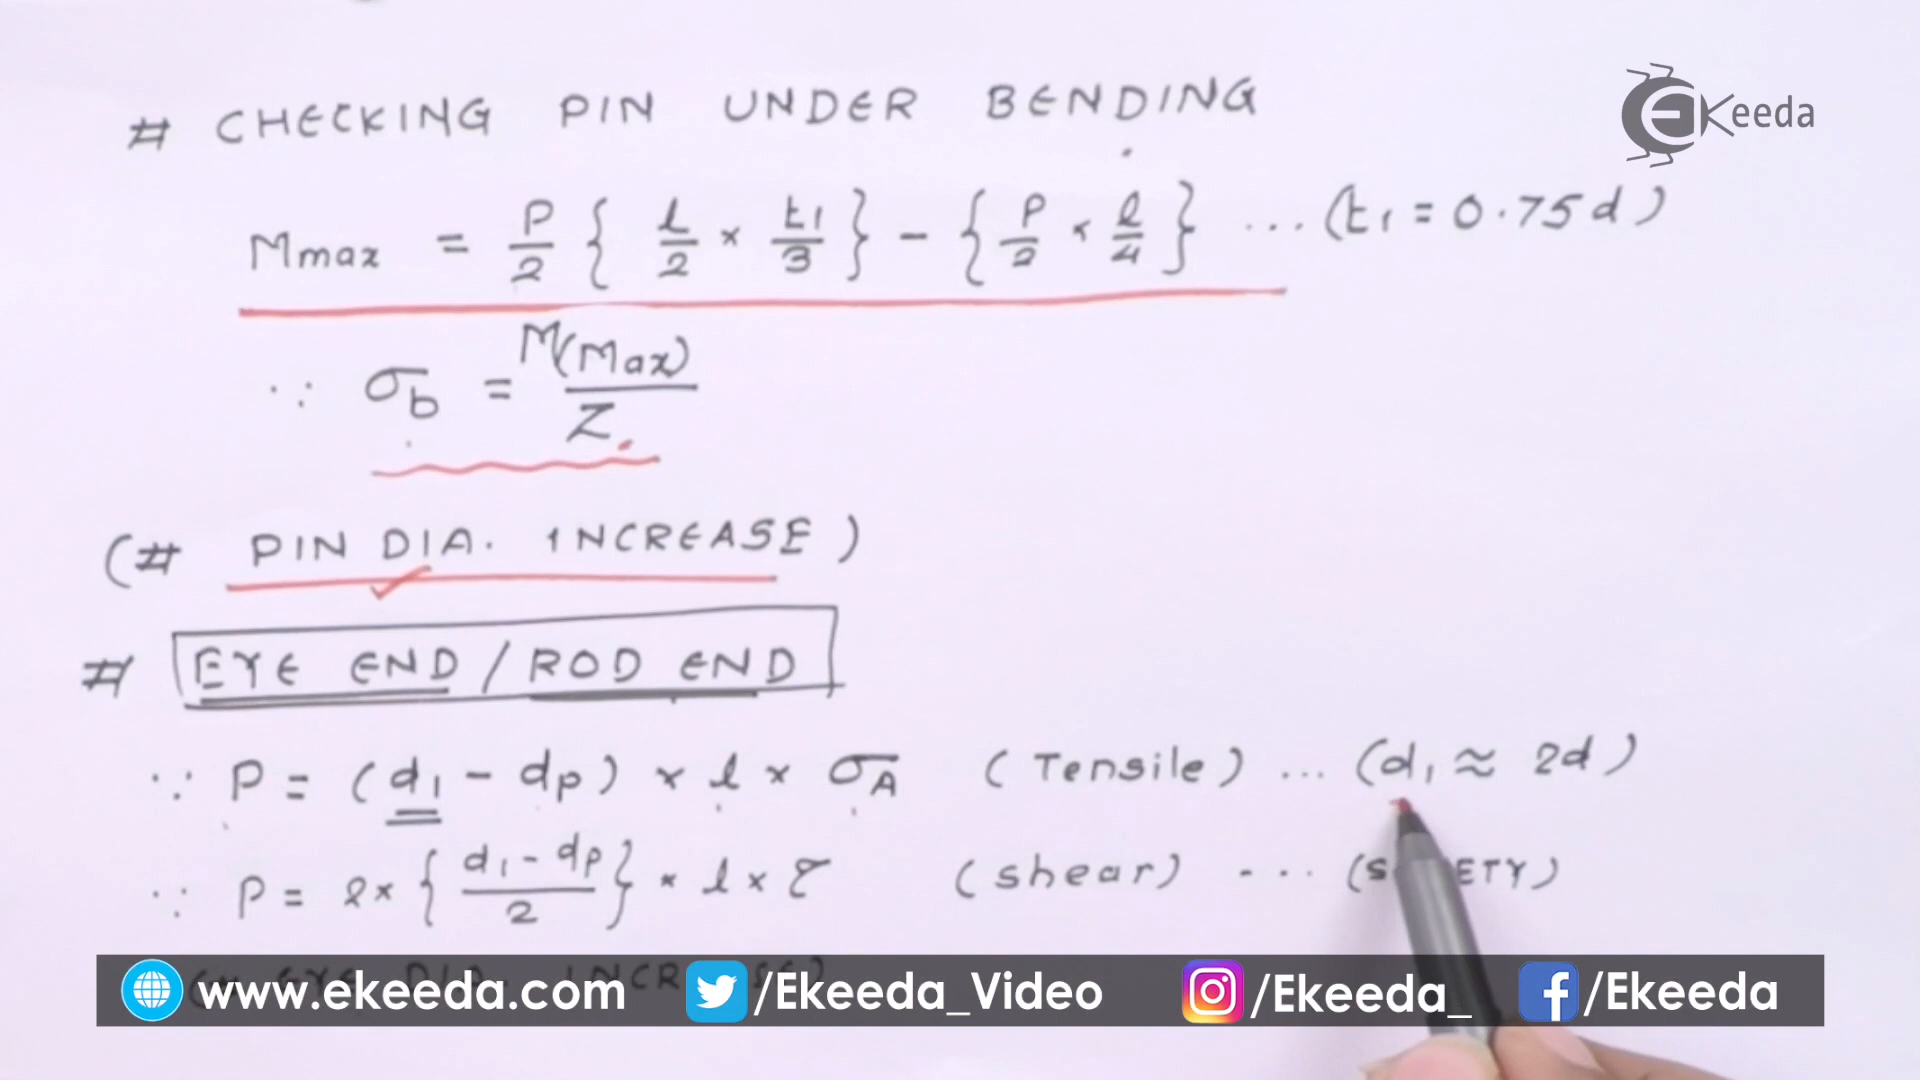 EKeeda
# CHECKING PIN UNDER BENDING
Mmax = P/2 { l/2 × t1/3 } - { P/2 × l/4 } ... (t1 = 0.75d)
∵ σb = M(Max)/Z
(# PIN DIA. INCREASE)
# EYE END / ROD END
∵ P = (d1 - dp) × l × σA (Tensile) ... (d1 ≈ 2d)
∵ P = 2× { d1 - dp / 2 } × l × τ (shear) ...
www.ekeeda.com /Ekeeda_Video /Ekeeda_ /Ekeeda